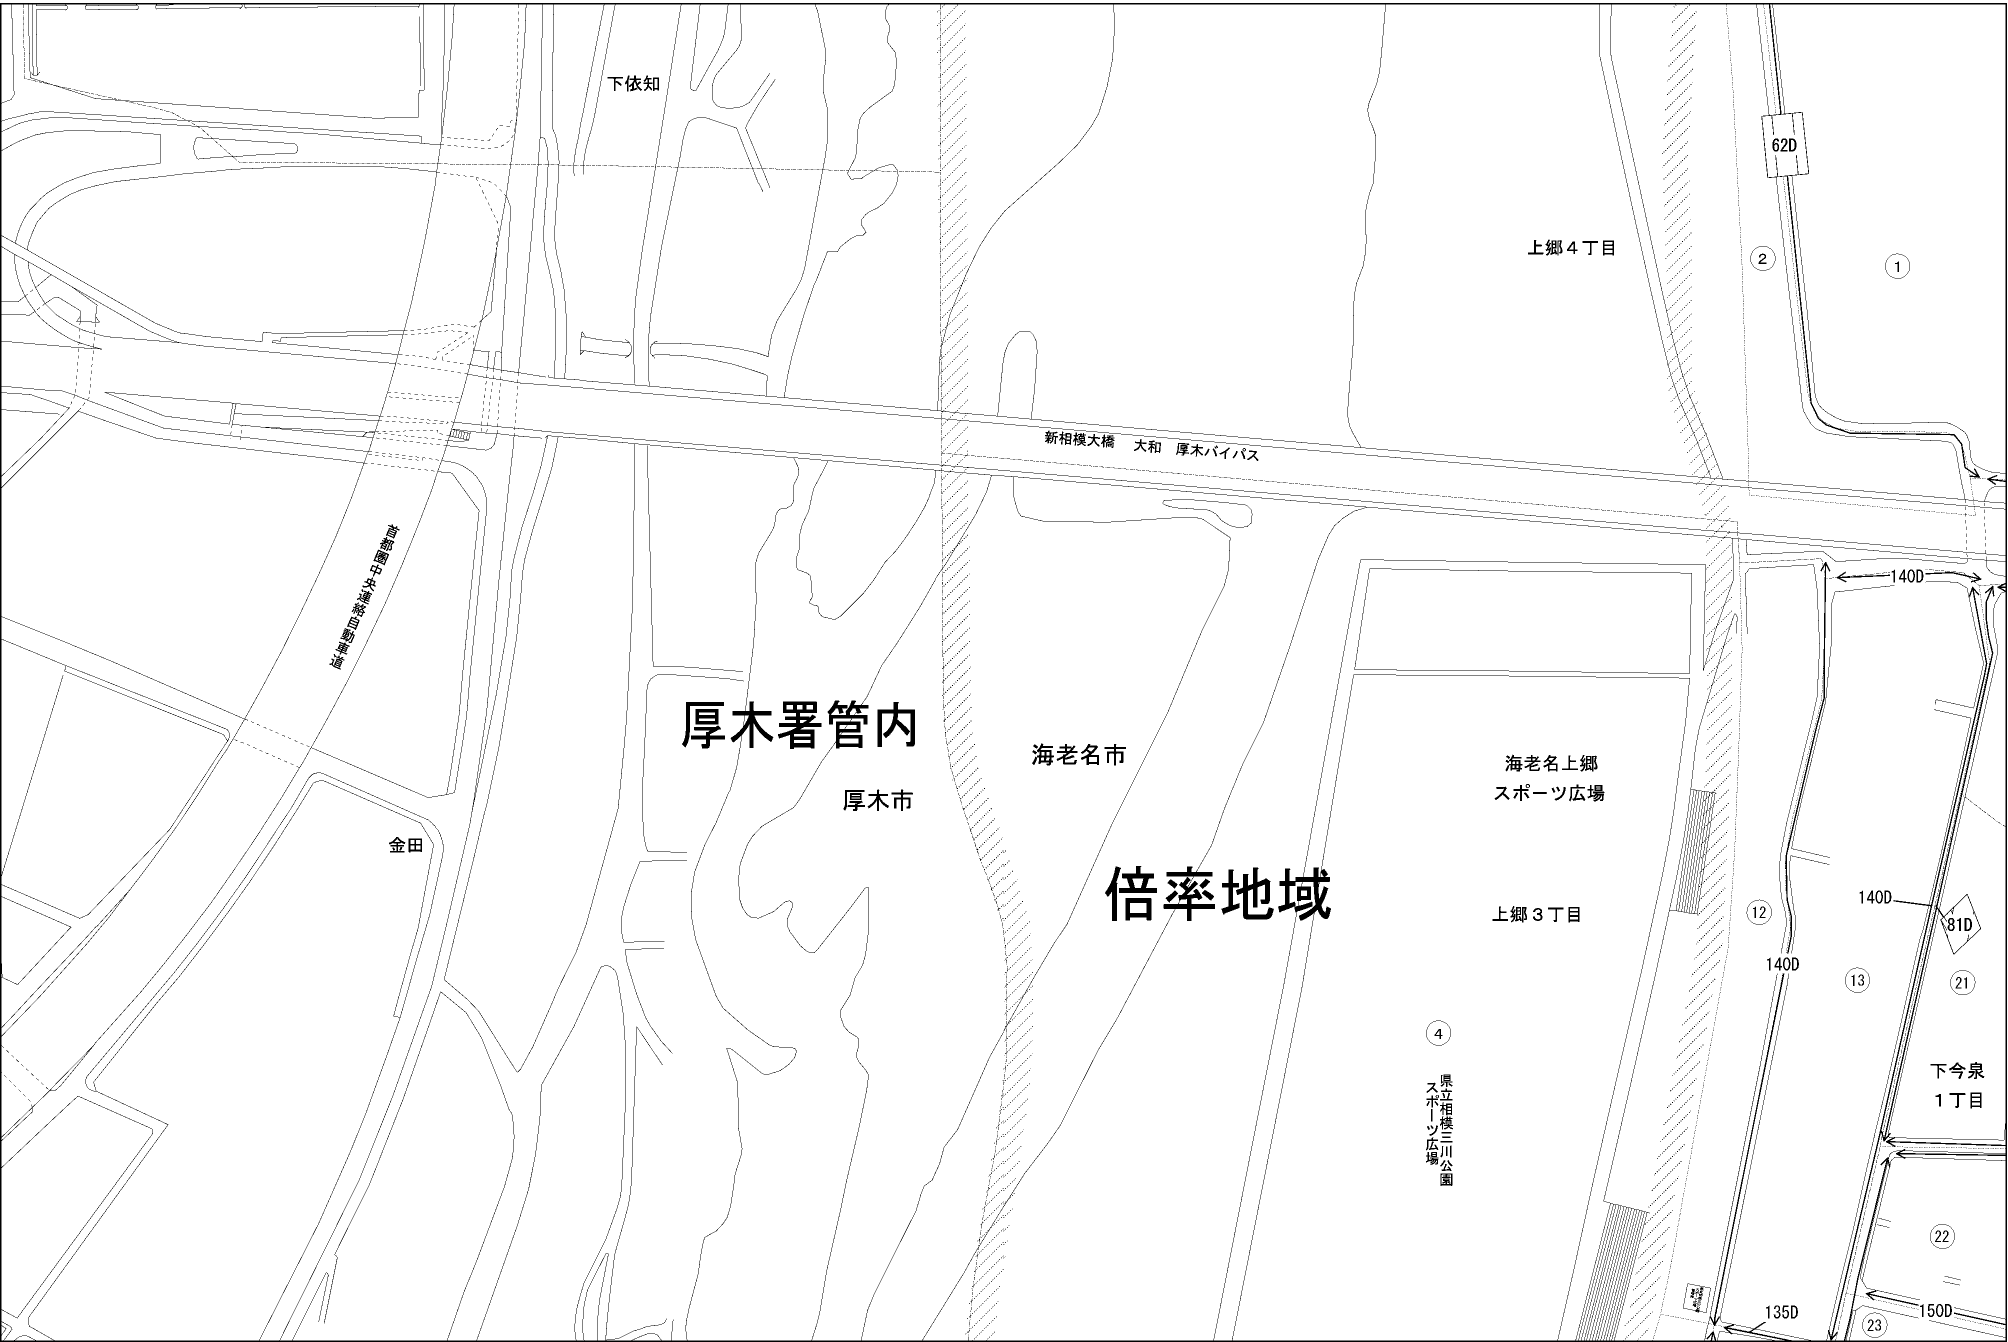 下依知
62D
上郷４丁目
2
1
新相模大橋　大和　厚木バイパス
首都圏中央連絡自動車道
140D
厚木署管内
海老名市
厚木市
海老名上郷
スポーツ広場
金田
倍率地域
上郷３丁目
140D
81D
12
140D
13
21
4
県立相模三川公園
スポーツ広場
下今泉
１丁目
22
135D
150D
23